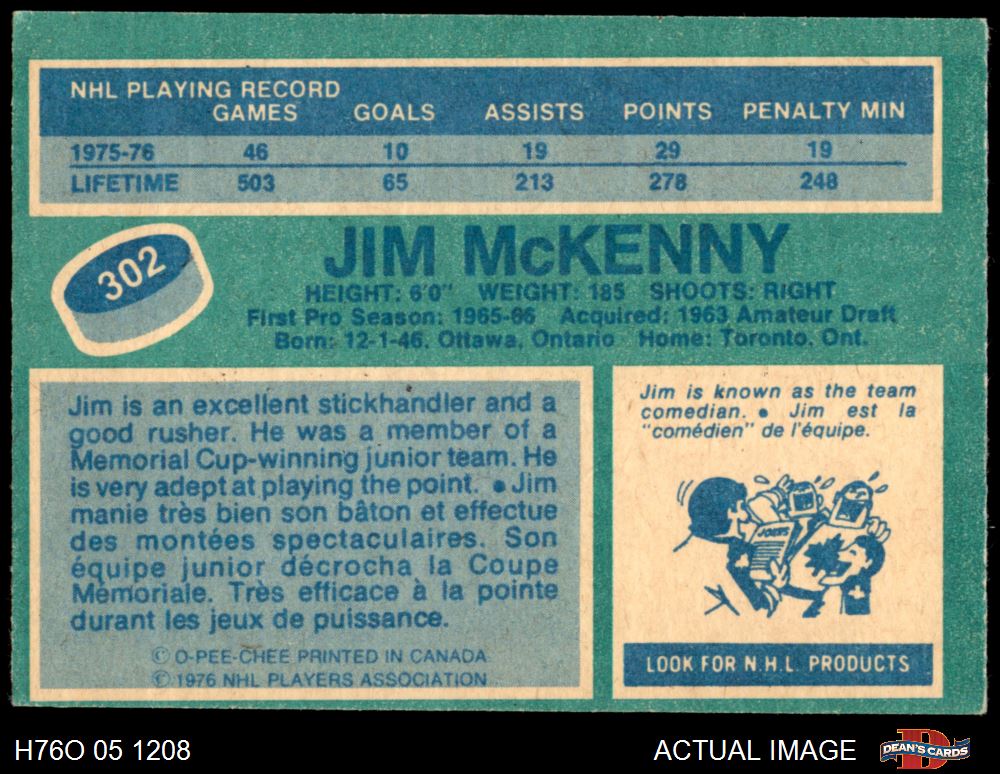 NHL PLAYING RECORD
GAMES GOALS ASSISTS POINTS PENALTY MIN
1975-76 46 10 19 29 19
LIFETIME 503 65 213 278 248
302
JIM McKENNY
HEIGHT: 6'0" WEIGHT: 185 SHOOTS: RIGHT
First Pro Season: 1965-66 Acquired: 1963 Amateur Draft
Born: 12-1-46, Ottawa, Ontario Home: Toronto, Ont.
Jim is an excellent stickhandler and a
good rusher. He was a member of a
Memorial Cup-winning junior team. He
is very adept at playing the point. ● Jim
manie très bien son bâton et effectue
des montées spectaculaires. Son
équipe junior décrocha la Coupe
Mémoriale. Très efficace à la pointe
durant les jeux de puissance.
© O-PEE-CHEE PRINTED IN CANADA
© 1976 NHL PLAYERS ASSOCIATION
Jim is known as the team
comedian. ● Jim est la
"comédien" de l'équipe.
JOKES
LOOK FOR N.H.L. PRODUCTS
H76O 05 1208
ACTUAL IMAGE
D
DEAN'S CARDS